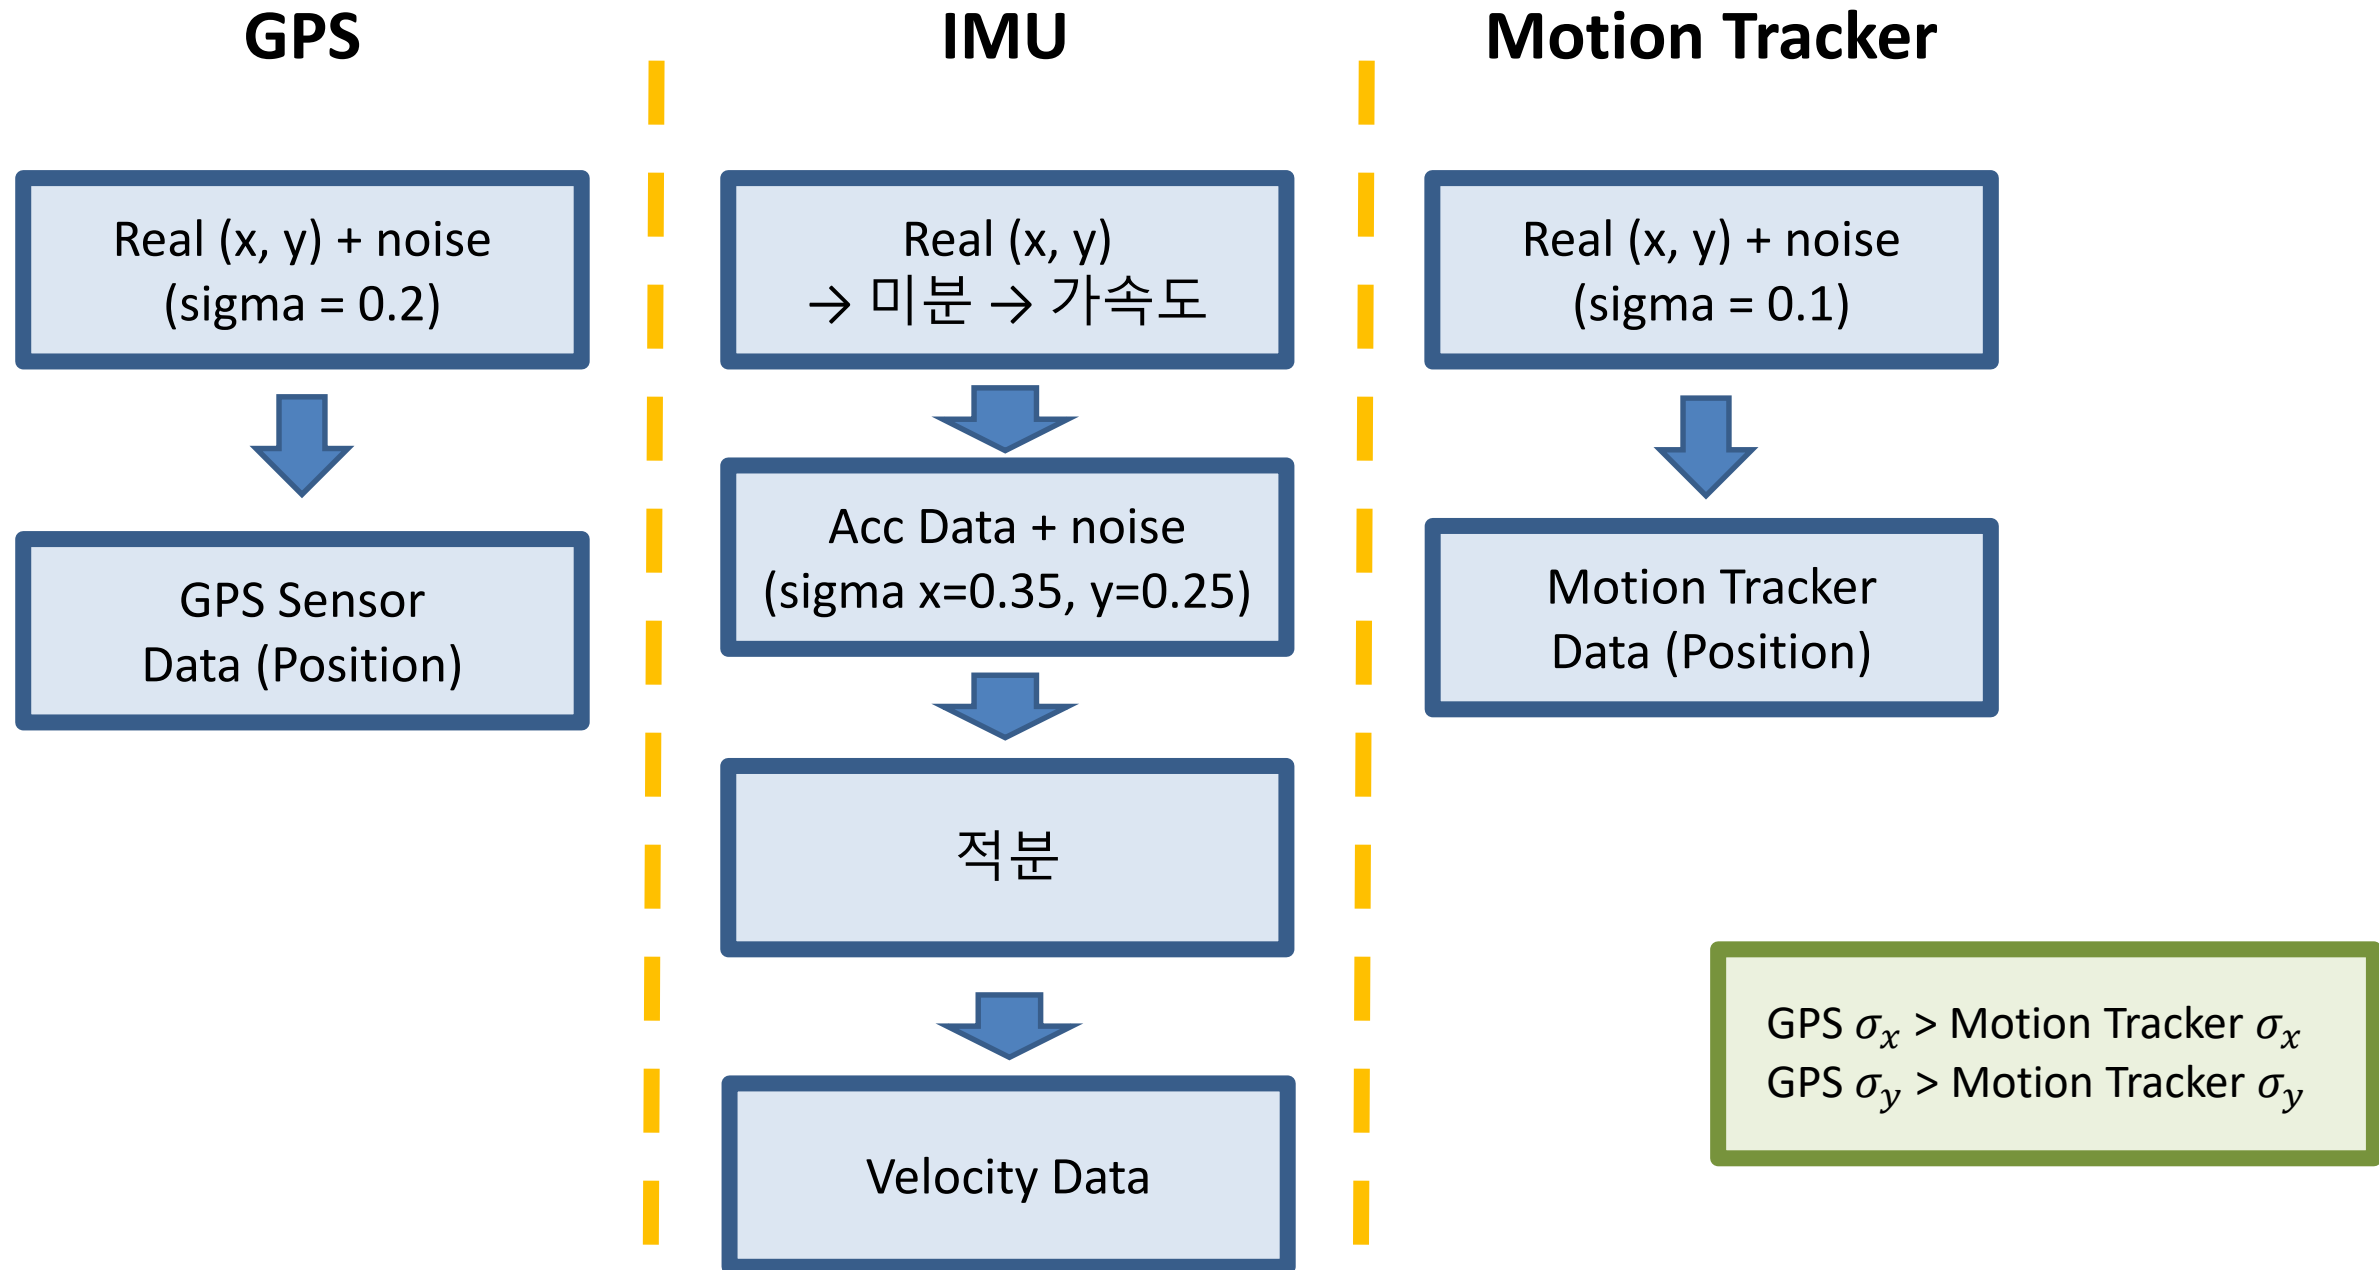 GPS
Real (x, y) + noise
(sigma = 0.2)
GPS Sensor
Data (Position)
IMU
Real (x, y)
→ 미분 → 가속도
Acc Data + noise
(sigma x=0.35, y=0.25)
적분
Velocity Data
Motion Tracker
Real (x, y) + noise
(sigma = 0.1)
Motion Tracker
Data (Position)
GPS σₓ > Motion Tracker σₓ
GPS σ_y > Motion Tracker σ_y